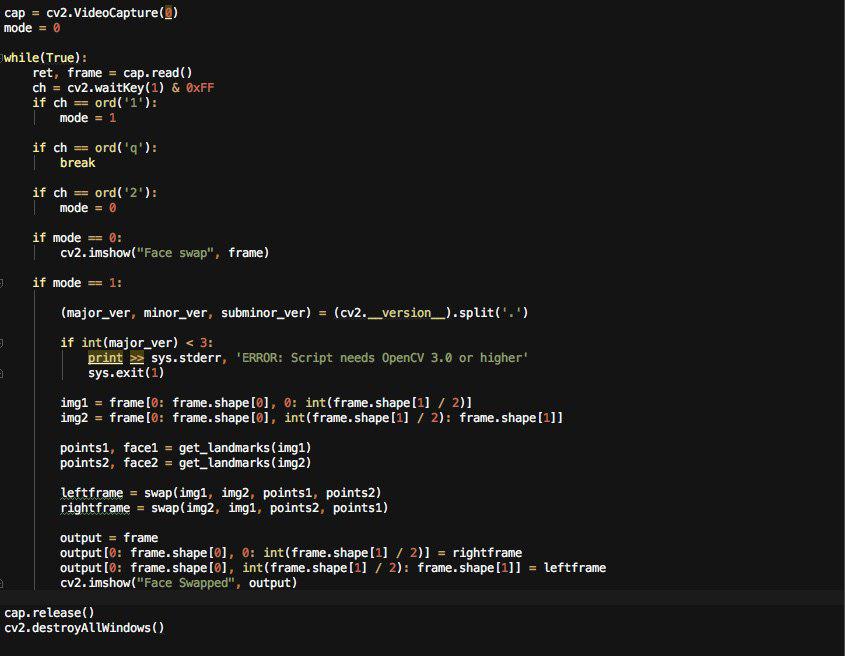 cap = cv2.VideoCapture(0)
mode = 0
while(True):
    ret, frame = cap.read()
    ch = cv2.waitKey(1) & 0xFF
    if ch == ord('1'):
        mode = 1
    if ch == ord('q'):
        break
    if ch == ord('2'):
        mode = 0
    if mode == 0:
        cv2.imshow("Face swap", frame)
    if mode == 1:
        (major_ver, minor_ver, subminor_ver) = (cv2.__version__).split('.')
        if int(major_ver) < 3:
            print >> sys.stderr, 'ERROR: Script needs OpenCV 3.0 or higher'
            sys.exit(1)
        img1 = frame[0: frame.shape[0], 0: int(frame.shape[1] / 2)]
        img2 = frame[0: frame.shape[0], int(frame.shape[1] / 2): frame.shape[1]]
        points1, face1 = get_landmarks(img1)
        points2, face2 = get_landmarks(img2)
        leftframe = swap(img1, img2, points1, points2)
        rightframe = swap(img2, img1, points2, points1)
        output = frame
        output[0: frame.shape[0], 0: int(frame.shape[1] / 2)] = rightframe
        output[0: frame.shape[0], int(frame.shape[1] / 2): frame.shape[1]] = leftframe
        cv2.imshow("Face Swapped", output)
cap.release()
cv2.destroyAllWindows()